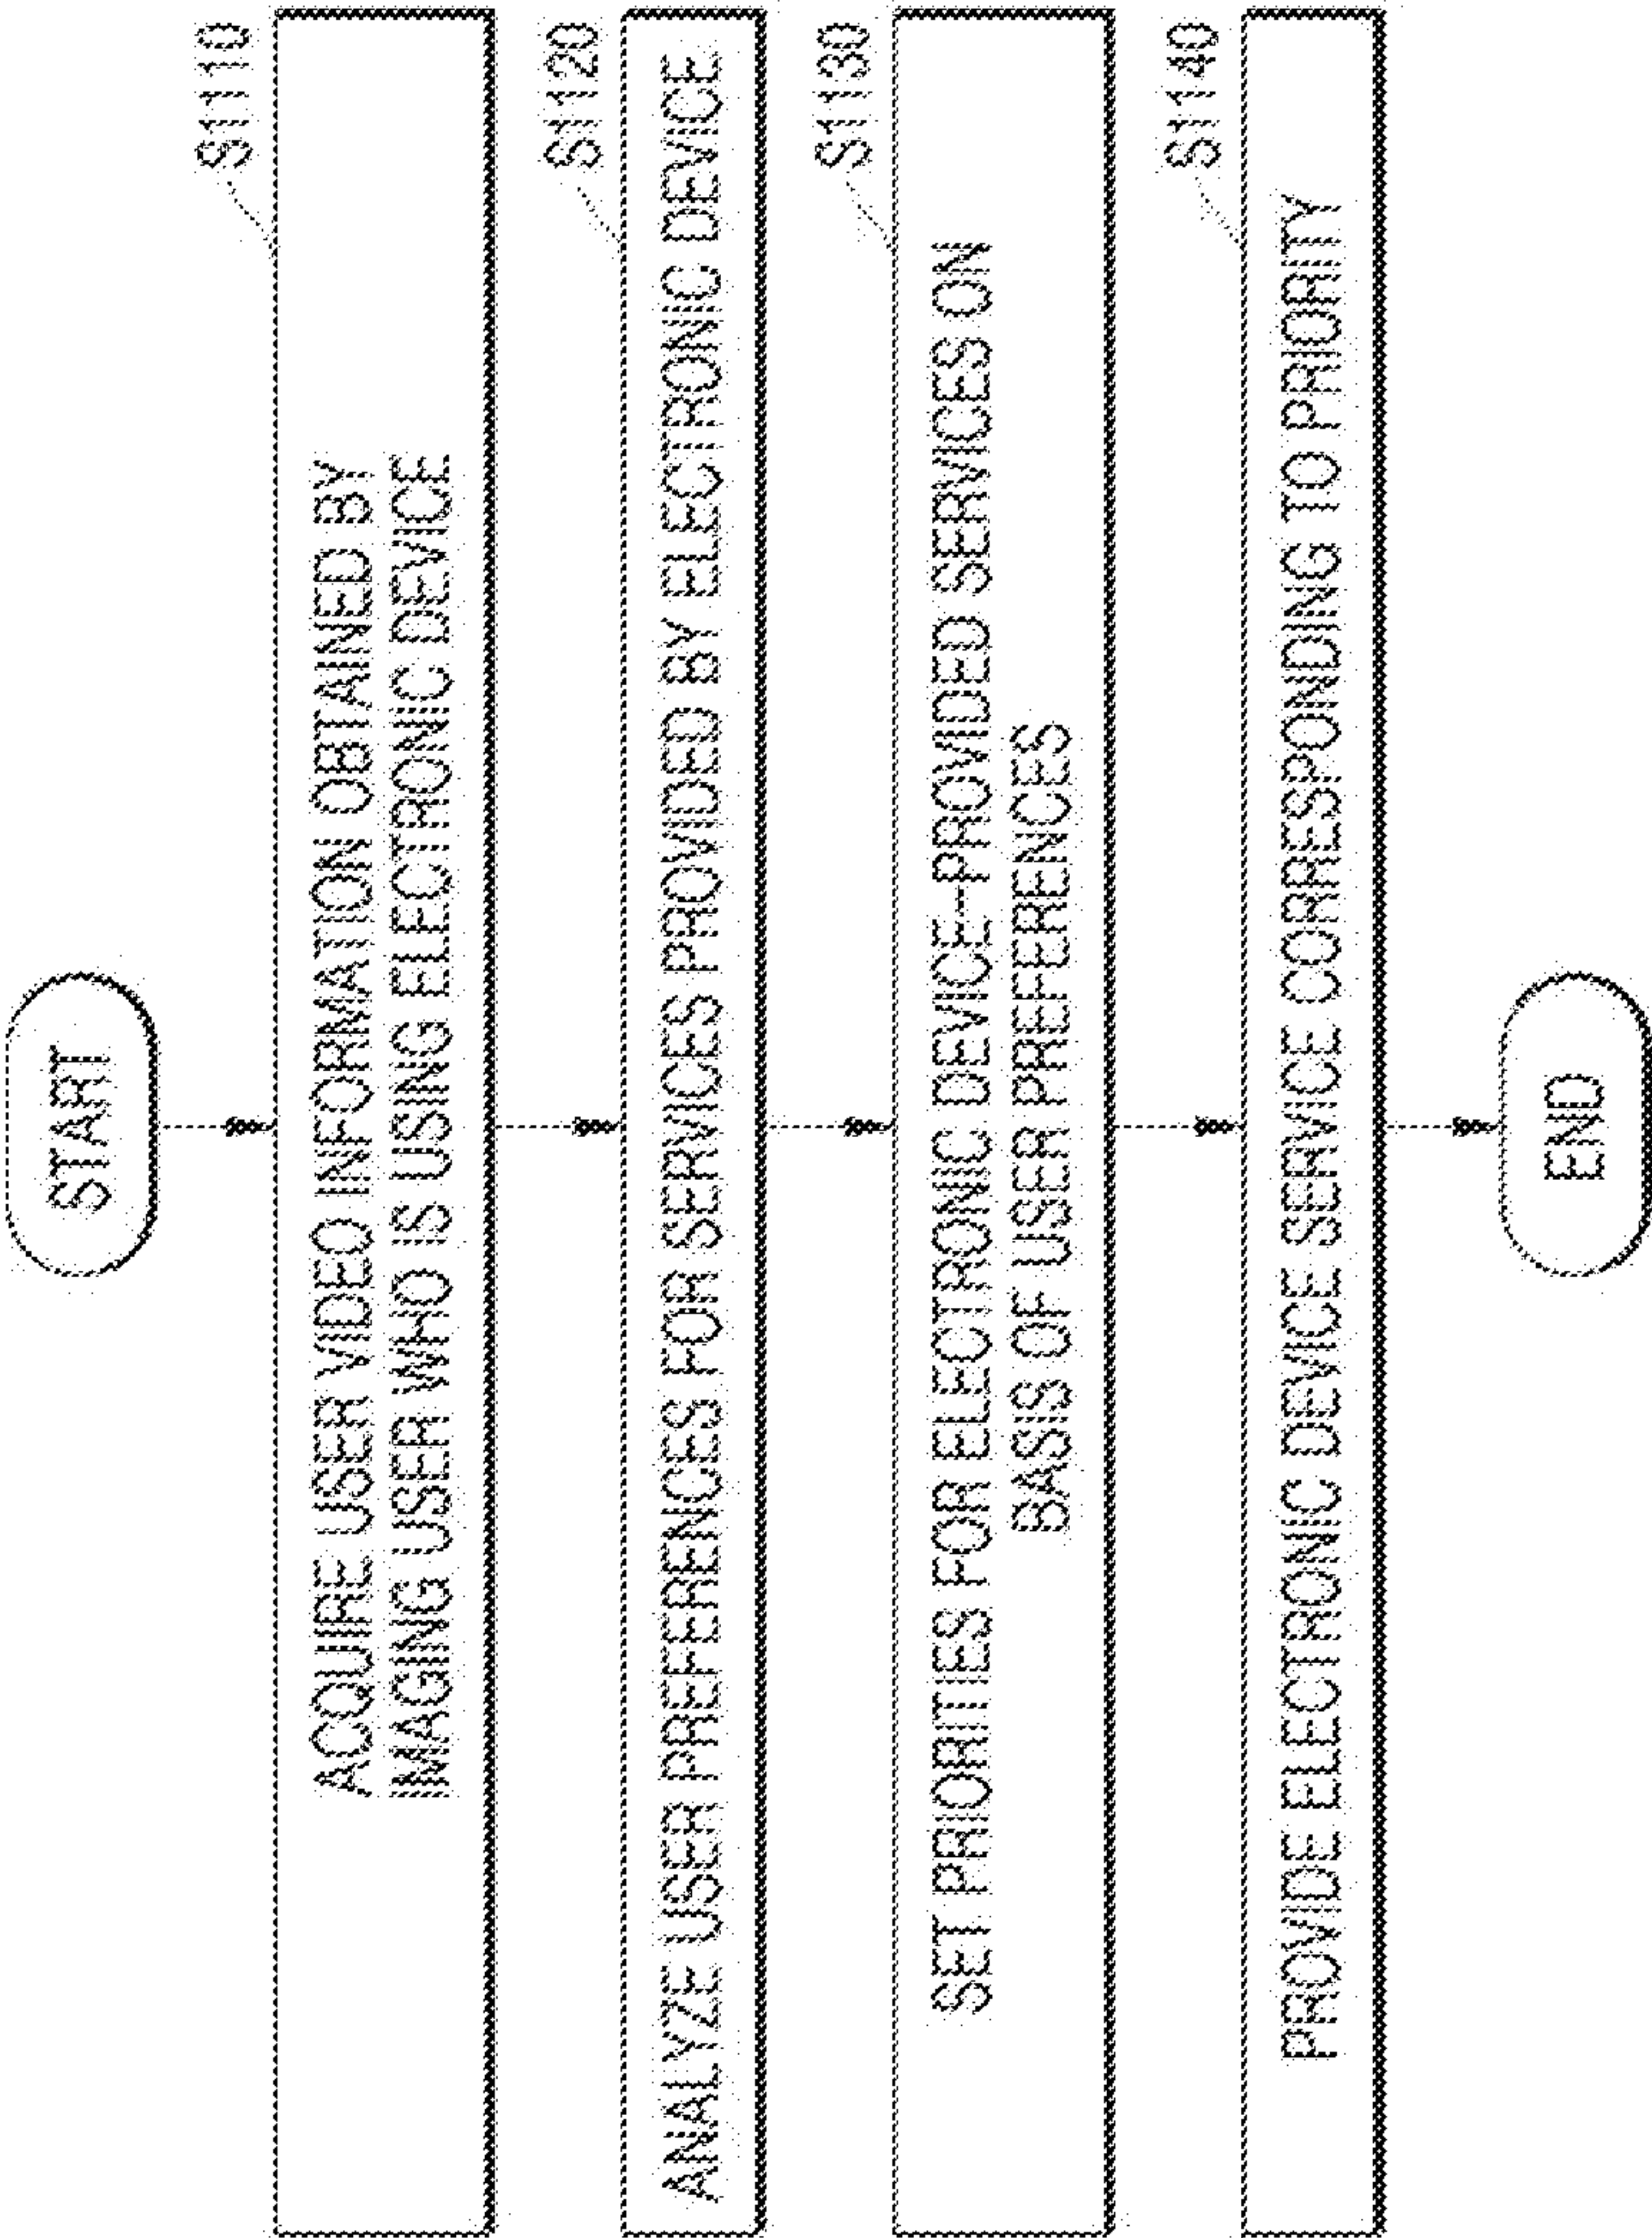 START
S1110
ACQUIRE USER VIDEO INFORMATION OBTAINED BY
IMAGING USER WHO IS USING ELECTRONIC DEVICE
S1120
ANALYZE USER PREFERENCES FOR SERVICES PROVIDED BY ELECTRONIC DEVICE
S1130
SET PRIORITIES FOR ELECTRONIC DEVICE-PROVIDED SERVICES ON
BASIS OF USER PREFERENCES
S1140
PROVIDE ELECTRONIC DEVICE SERVICE CORRESPONDING TO PRIORITY
END